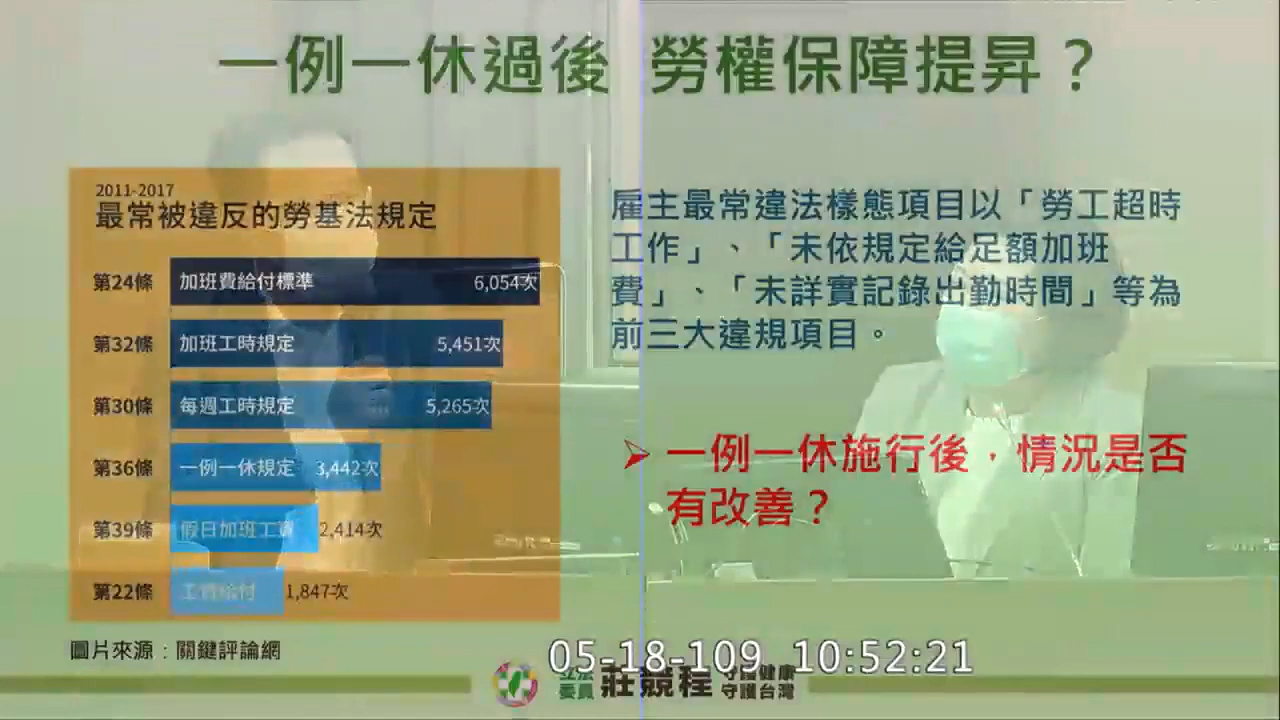 一例一休過後 勞權保障提昇？
2011-2017
最常被違反的勞基法規定
第24條 加班費給付標準 6,054次
第32條 加班工時規定 5,451次
第30條 每週工時規定 5,265次
第36條 一例一休規定 3,442次
第39條 假日加班工資 2,414次
第22條 工資給付 1,847次
圖片來源：關鍵評論網
雇主最常違法樣態項目以「勞工超時
工作」、「未依規定給足額加班
費」、「未詳實記錄出勤時間」等為
前三大違規項目。
➢ 一例一休施行後，情況是否
有改善？
05-18-109 10:52:21
立法
委員 莊競程 守護健康
守護台灣